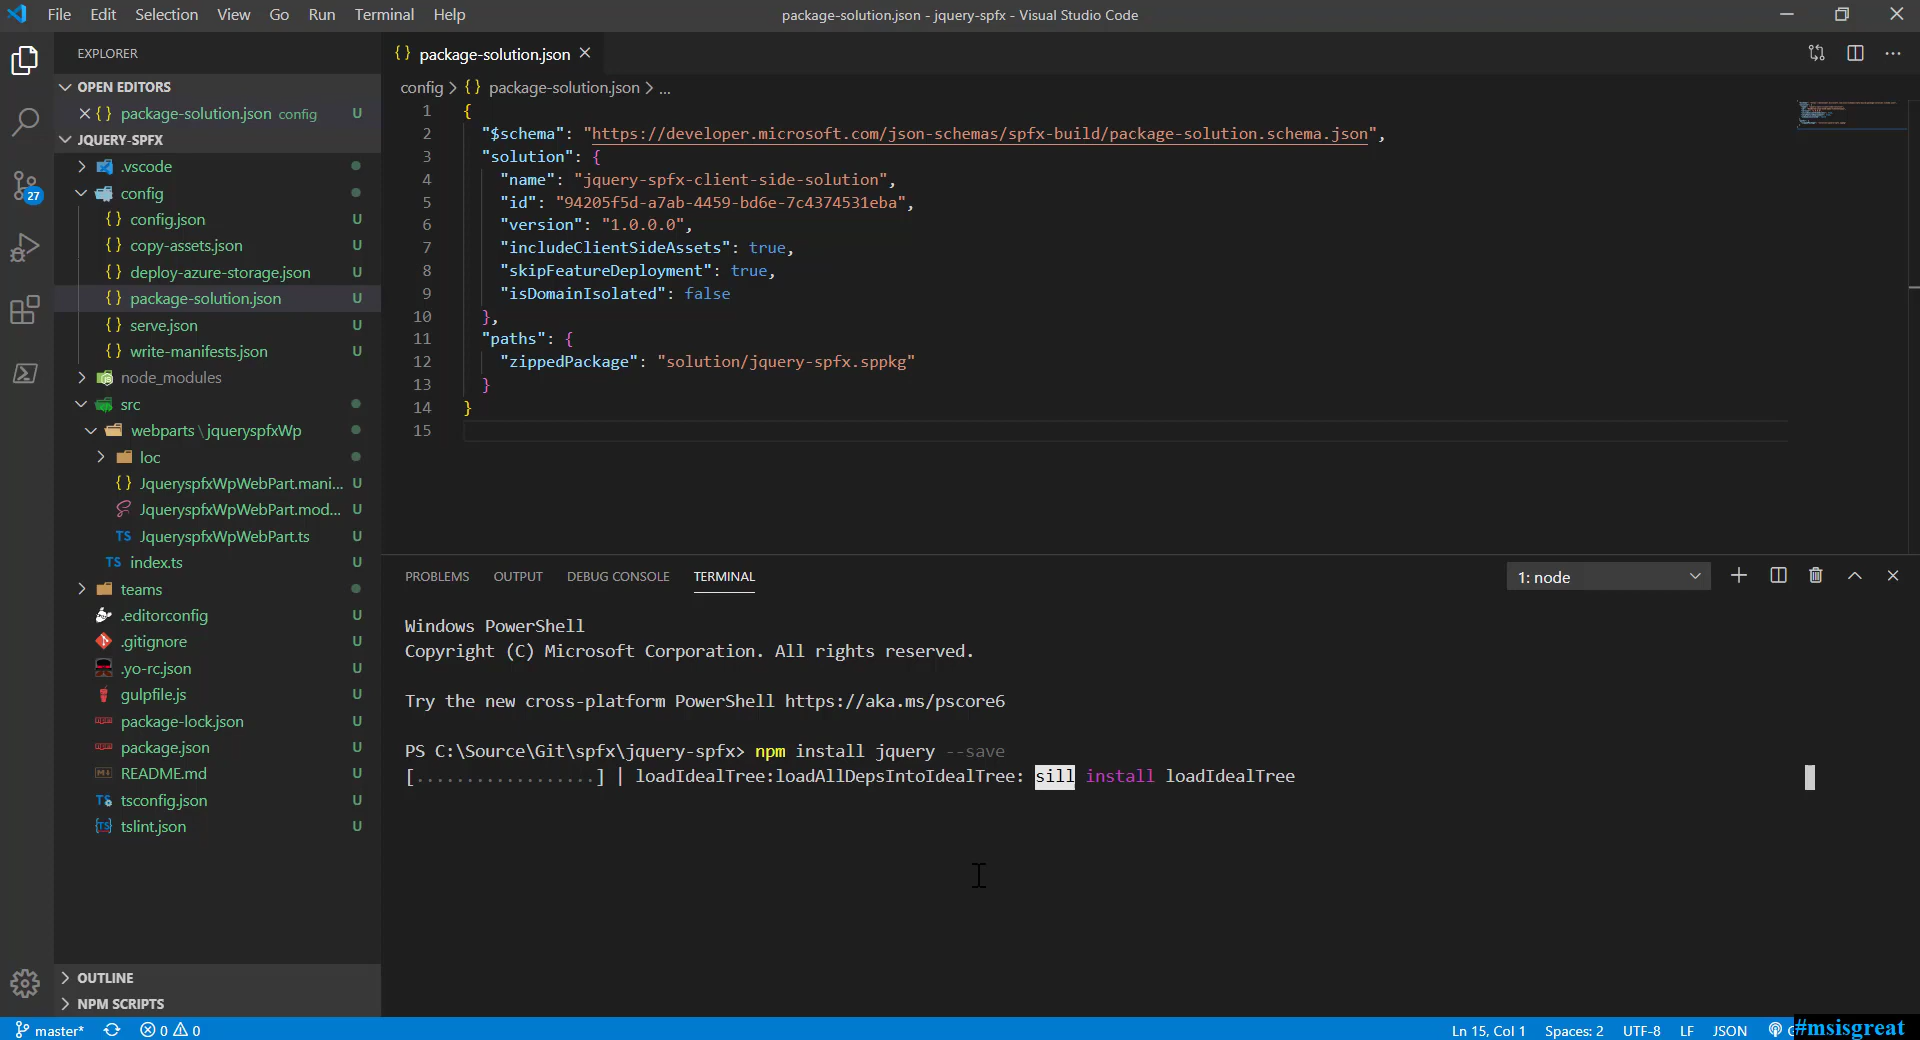 File Edit Selection View Go Run Terminal Help
package-solution.json - jquery-spfx - Visual Studio Code
EXPLORER
OPEN EDITORS
{} package-solution.json config U
JQUERY-SPFX
.vscode
config
{} config.json U
{} copy-assets.json U
{} deploy-azure-storage.json U
{} package-solution.json U
{} serve.json U
{} write-manifests.json U
node_modules
src
webparts \ jqueryspfxWp
loc
{} JqueryspfxWpWebPart.mani... U
JqueryspfxWpWebPart.mod... U
TS JqueryspfxWpWebPart.ts U
TS index.ts U
teams
.editorconfig U
.gitignore U
.yo-rc.json U
gulpfile.js U
package-lock.json U
package.json U
README.md U
TS tsconfig.json U
tslint.json U
OUTLINE
NPM SCRIPTS
27
{} package-solution.json
config > {} package-solution.json > ...
1 {
2 "$schema": "https://developer.microsoft.com/json-schemas/spfx-build/package-solution.schema.json",
3 "solution": {
4 "name": "jquery-spfx-client-side-solution",
5 "id": "94205f5d-a7ab-4459-bd6e-7c4374531eba",
6 "version": "1.0.0.0",
7 "includeClientSideAssets": true,
8 "skipFeatureDeployment": true,
9 "isDomainIsolated": false
10 },
11 "paths": {
12 "zippedPackage": "solution/jquery-spfx.sppkg"
13 }
14 }
15
PROBLEMS OUTPUT DEBUG CONSOLE TERMINAL
1: node
Windows PowerShell
Copyright (C) Microsoft Corporation. All rights reserved.
Try the new cross-platform PowerShell https://aka.ms/pscore6
PS C:\Source\Git\spfx\jquery-spfx> npm install jquery --save
[..................] | loadIdealTree:loadAllDepsIntoIdealTree: sill install loadIdealTree
master* 0 0
Ln 15, Col 1 Spaces: 2 UTF-8 LF JSON
#msisgreat